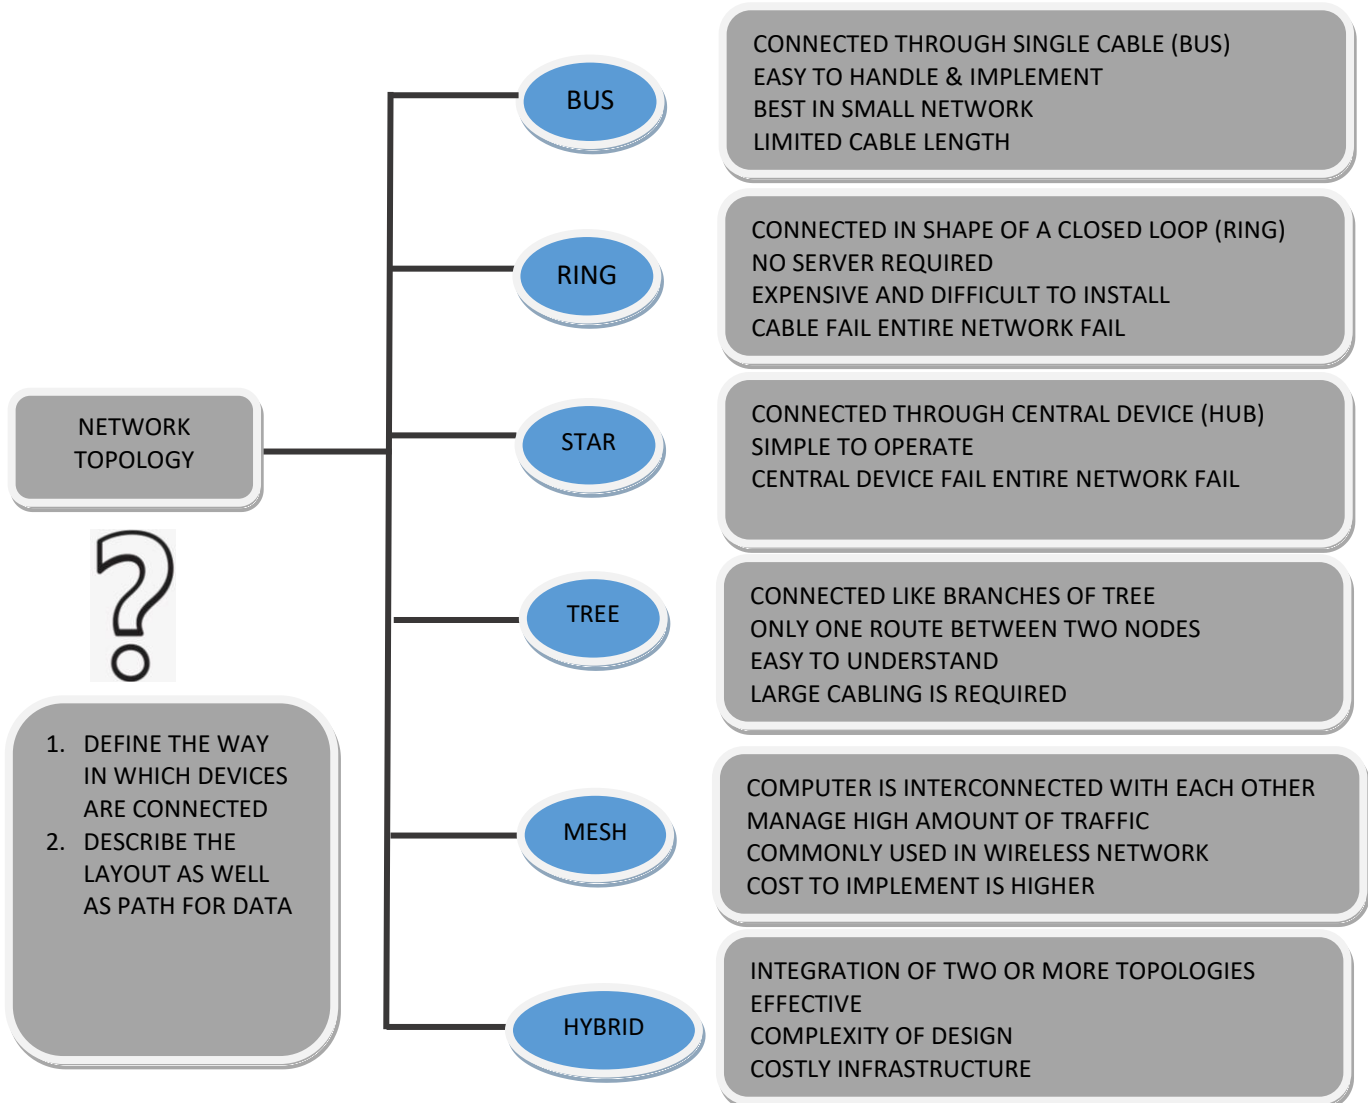 NETWORK
TOPOLOGY
?
1. DEFINE THE WAY
IN WHICH DEVICES
ARE CONNECTED
2. DESCRIBE THE
LAYOUT AS WELL
AS PATH FOR DATA
BUS
CONNECTED THROUGH SINGLE CABLE (BUS)
EASY TO HANDLE & IMPLEMENT
BEST IN SMALL NETWORK
LIMITED CABLE LENGTH
RING
CONNECTED IN SHAPE OF A CLOSED LOOP (RING)
NO SERVER REQUIRED
EXPENSIVE AND DIFFICULT TO INSTALL
CABLE FAIL ENTIRE NETWORK FAIL
STAR
CONNECTED THROUGH CENTRAL DEVICE (HUB)
SIMPLE TO OPERATE
CENTRAL DEVICE FAIL ENTIRE NETWORK FAIL
TREE
CONNECTED LIKE BRANCHES OF TREE
ONLY ONE ROUTE BETWEEN TWO NODES
EASY TO UNDERSTAND
LARGE CABLING IS REQUIRED
MESH
COMPUTER IS INTERCONNECTED WITH EACH OTHER
MANAGE HIGH AMOUNT OF TRAFFIC
COMMONLY USED IN WIRELESS NETWORK
COST TO IMPLEMENT IS HIGHER
HYBRID
INTEGRATION OF TWO OR MORE TOPOLOGIES
EFFECTIVE
COMPLEXITY OF DESIGN
COSTLY INFRASTRUCTURE